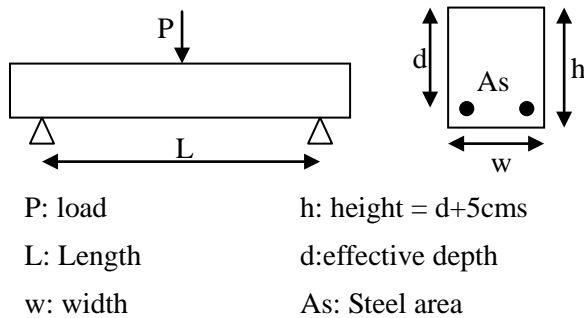 P
d
As
h
L
w
P: load
h: height = d+5cms
L: Length
d:effective depth
w: width
As: Steel area